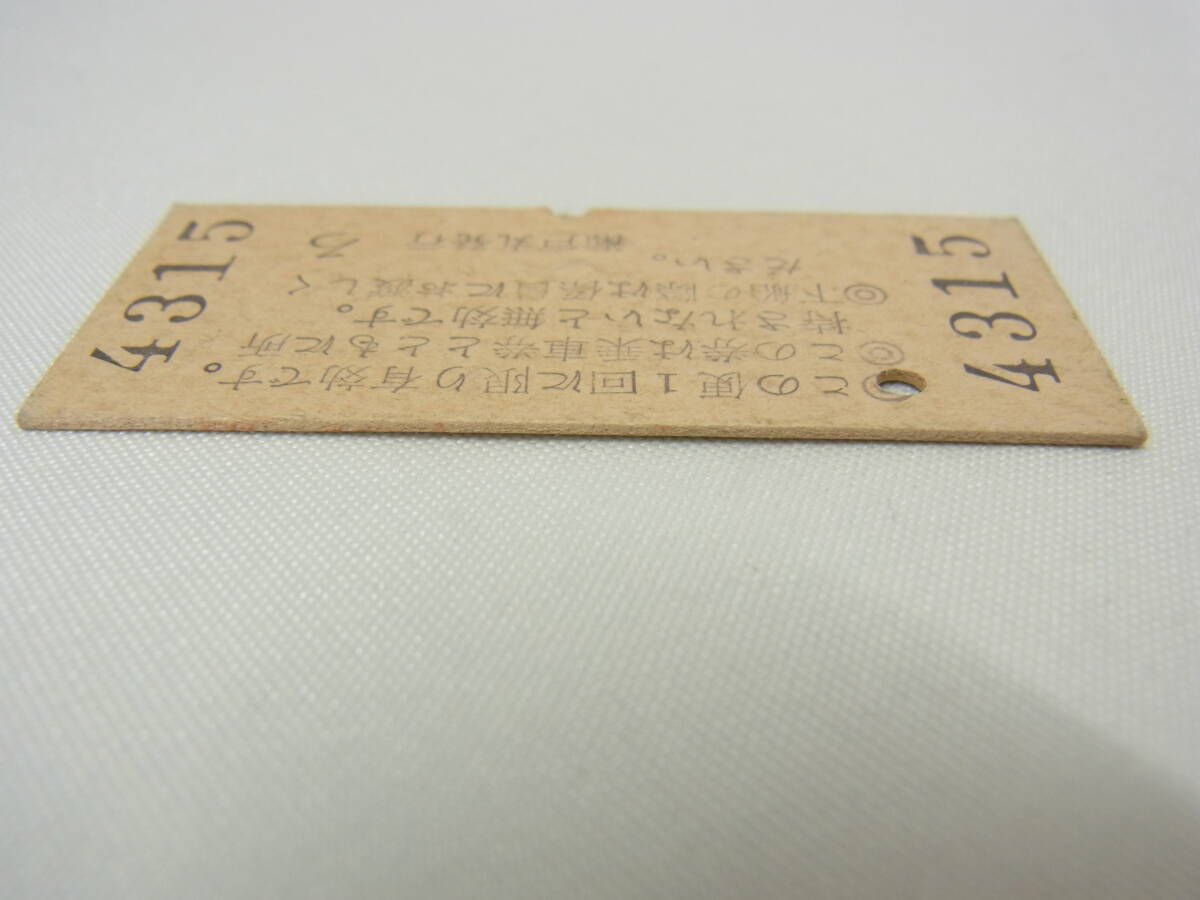 4315
4315
◎この便1回に限り有効です。
◎この券は乗車券とともに所
持されないと無効です。
◎下船の際は係員にお渡しく
ださい。